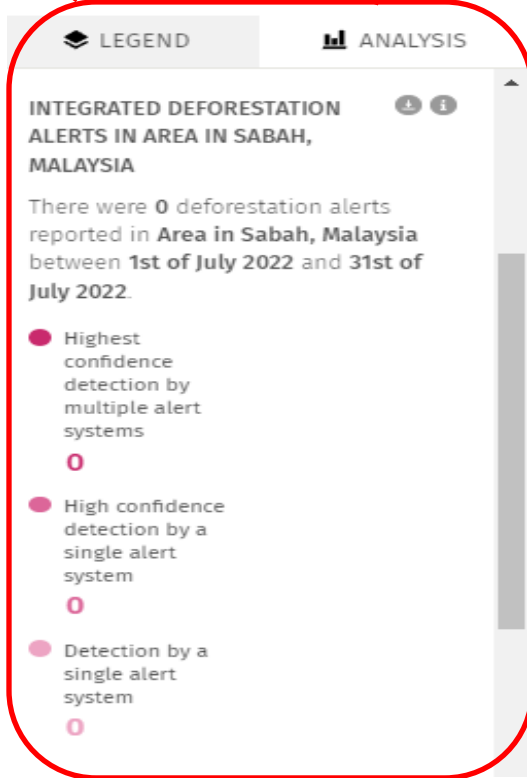 LEGEND
ANALYSIS
INTEGRATED DEFORESTATION
ALERTS IN AREA IN SABAH,
MALAYSIA
There were 0 deforestation alerts
reported in Area in Sabah, Malaysia
between 1st of July 2022 and 31st of
July 2022.
Highest
confidence
detection by
multiple alert
systems
0
High confidence
detection by a
single alert
system
0
Detection by a
single alert
system
0